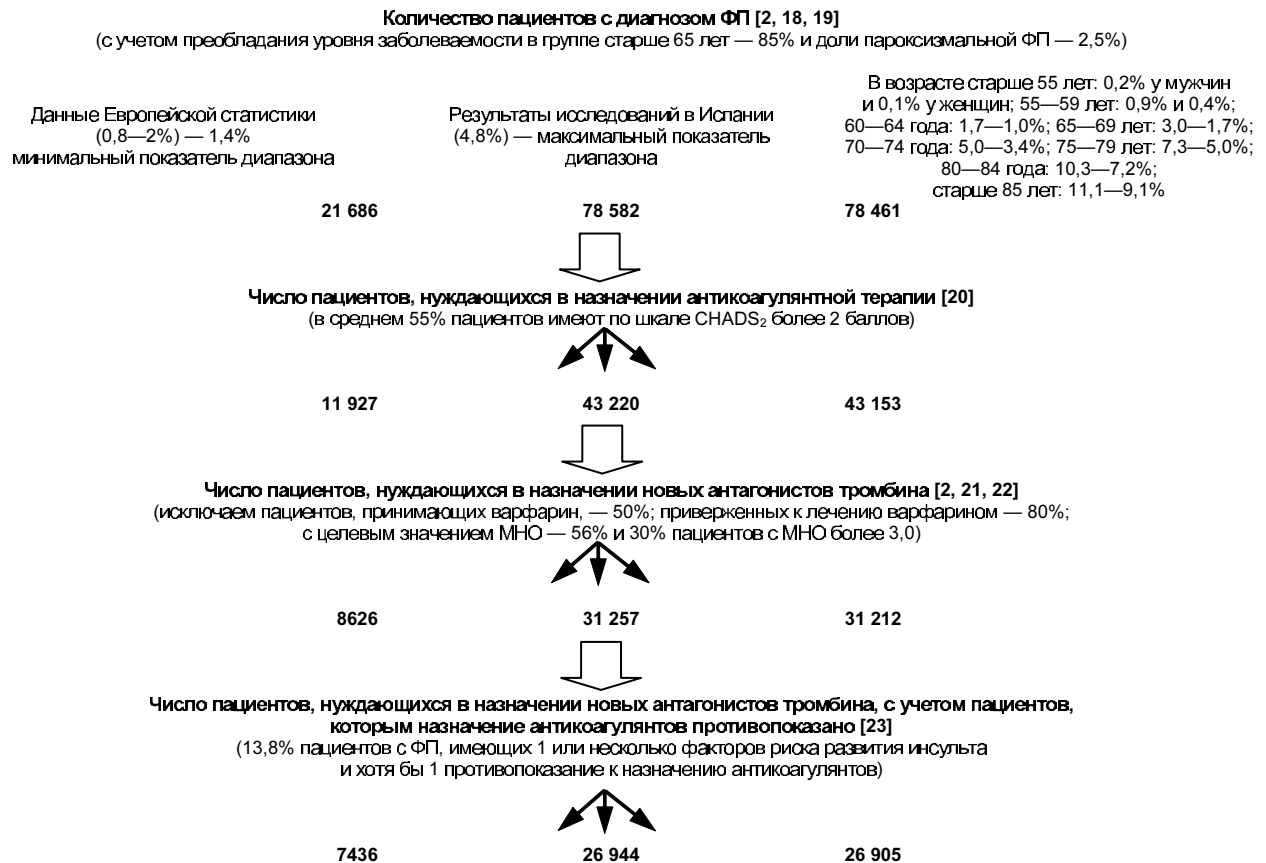 Количество пациентов с диагнозом ФП [2, 18, 19]
(с учетом преобладания уровня заболеваемости в группе старше 65 лет — 85% и доли пароксизмальной ФП — 2,5%)
Данные Европейской статистики
(0,8—2%) — 1,4%
минимальный показатель диапазона
Результаты исследований в Испании
(4,8%) — максимальный показатель
диапазона
В возрасте старше 55 лет: 0,2% у мужчин
и 0,1% у женщин; 55—59 лет: 0,9% и 0,4%;
60—64 года: 1,7—1,0%; 65—69 лет: 3,0—1,7%;
70—74 года: 5,0—3,4%; 75—79 лет: 7,3—5,0%;
80—84 года: 10,3—7,2%;
старше 85 лет: 11,1—9,1%
21 686 78 582 78 461
Число пациентов, нуждающихся в назначении антикоагулянтной терапии [20]
(в среднем 55% пациентов имеют по шкале CHADS₂ более 2 баллов)
11 927 43 220 43 153
Число пациентов, нуждающихся в назначении новых антагонистов тромбина [2, 21, 22]
(исключаем пациентов, принимающих варфарин, — 50%; приверженных к лечению варфарином — 80%;
с целевым значением МНО — 56% и 30% пациентов с МНО более 3,0)
8626 31 257 31 212
Число пациентов, нуждающихся в назначении новых антагонистов тромбина, с учетом пациентов,
которым назначение антикоагулянтов противопоказано [23]
(13,8% пациентов с ФП, имеющих 1 или несколько факторов риска развития инсульта
и хотя бы 1 противопоказание к назначению антикоагулянтов)
7436 26 944 26 905